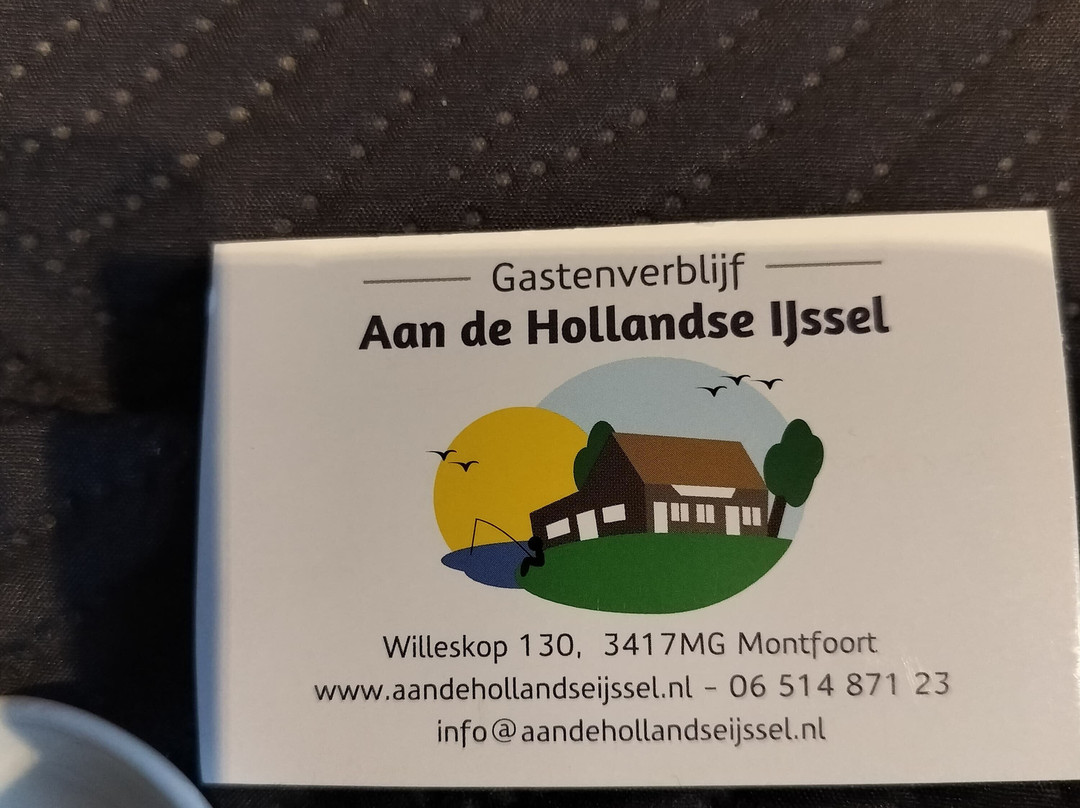 Gastenverblijf
Aan de Hollandse IJssel
Willeskop 130, 3417MG Montfoort
www.aandehollandseijssel.nl - 06 514 871 23
info@aandehollandseijssel.nl